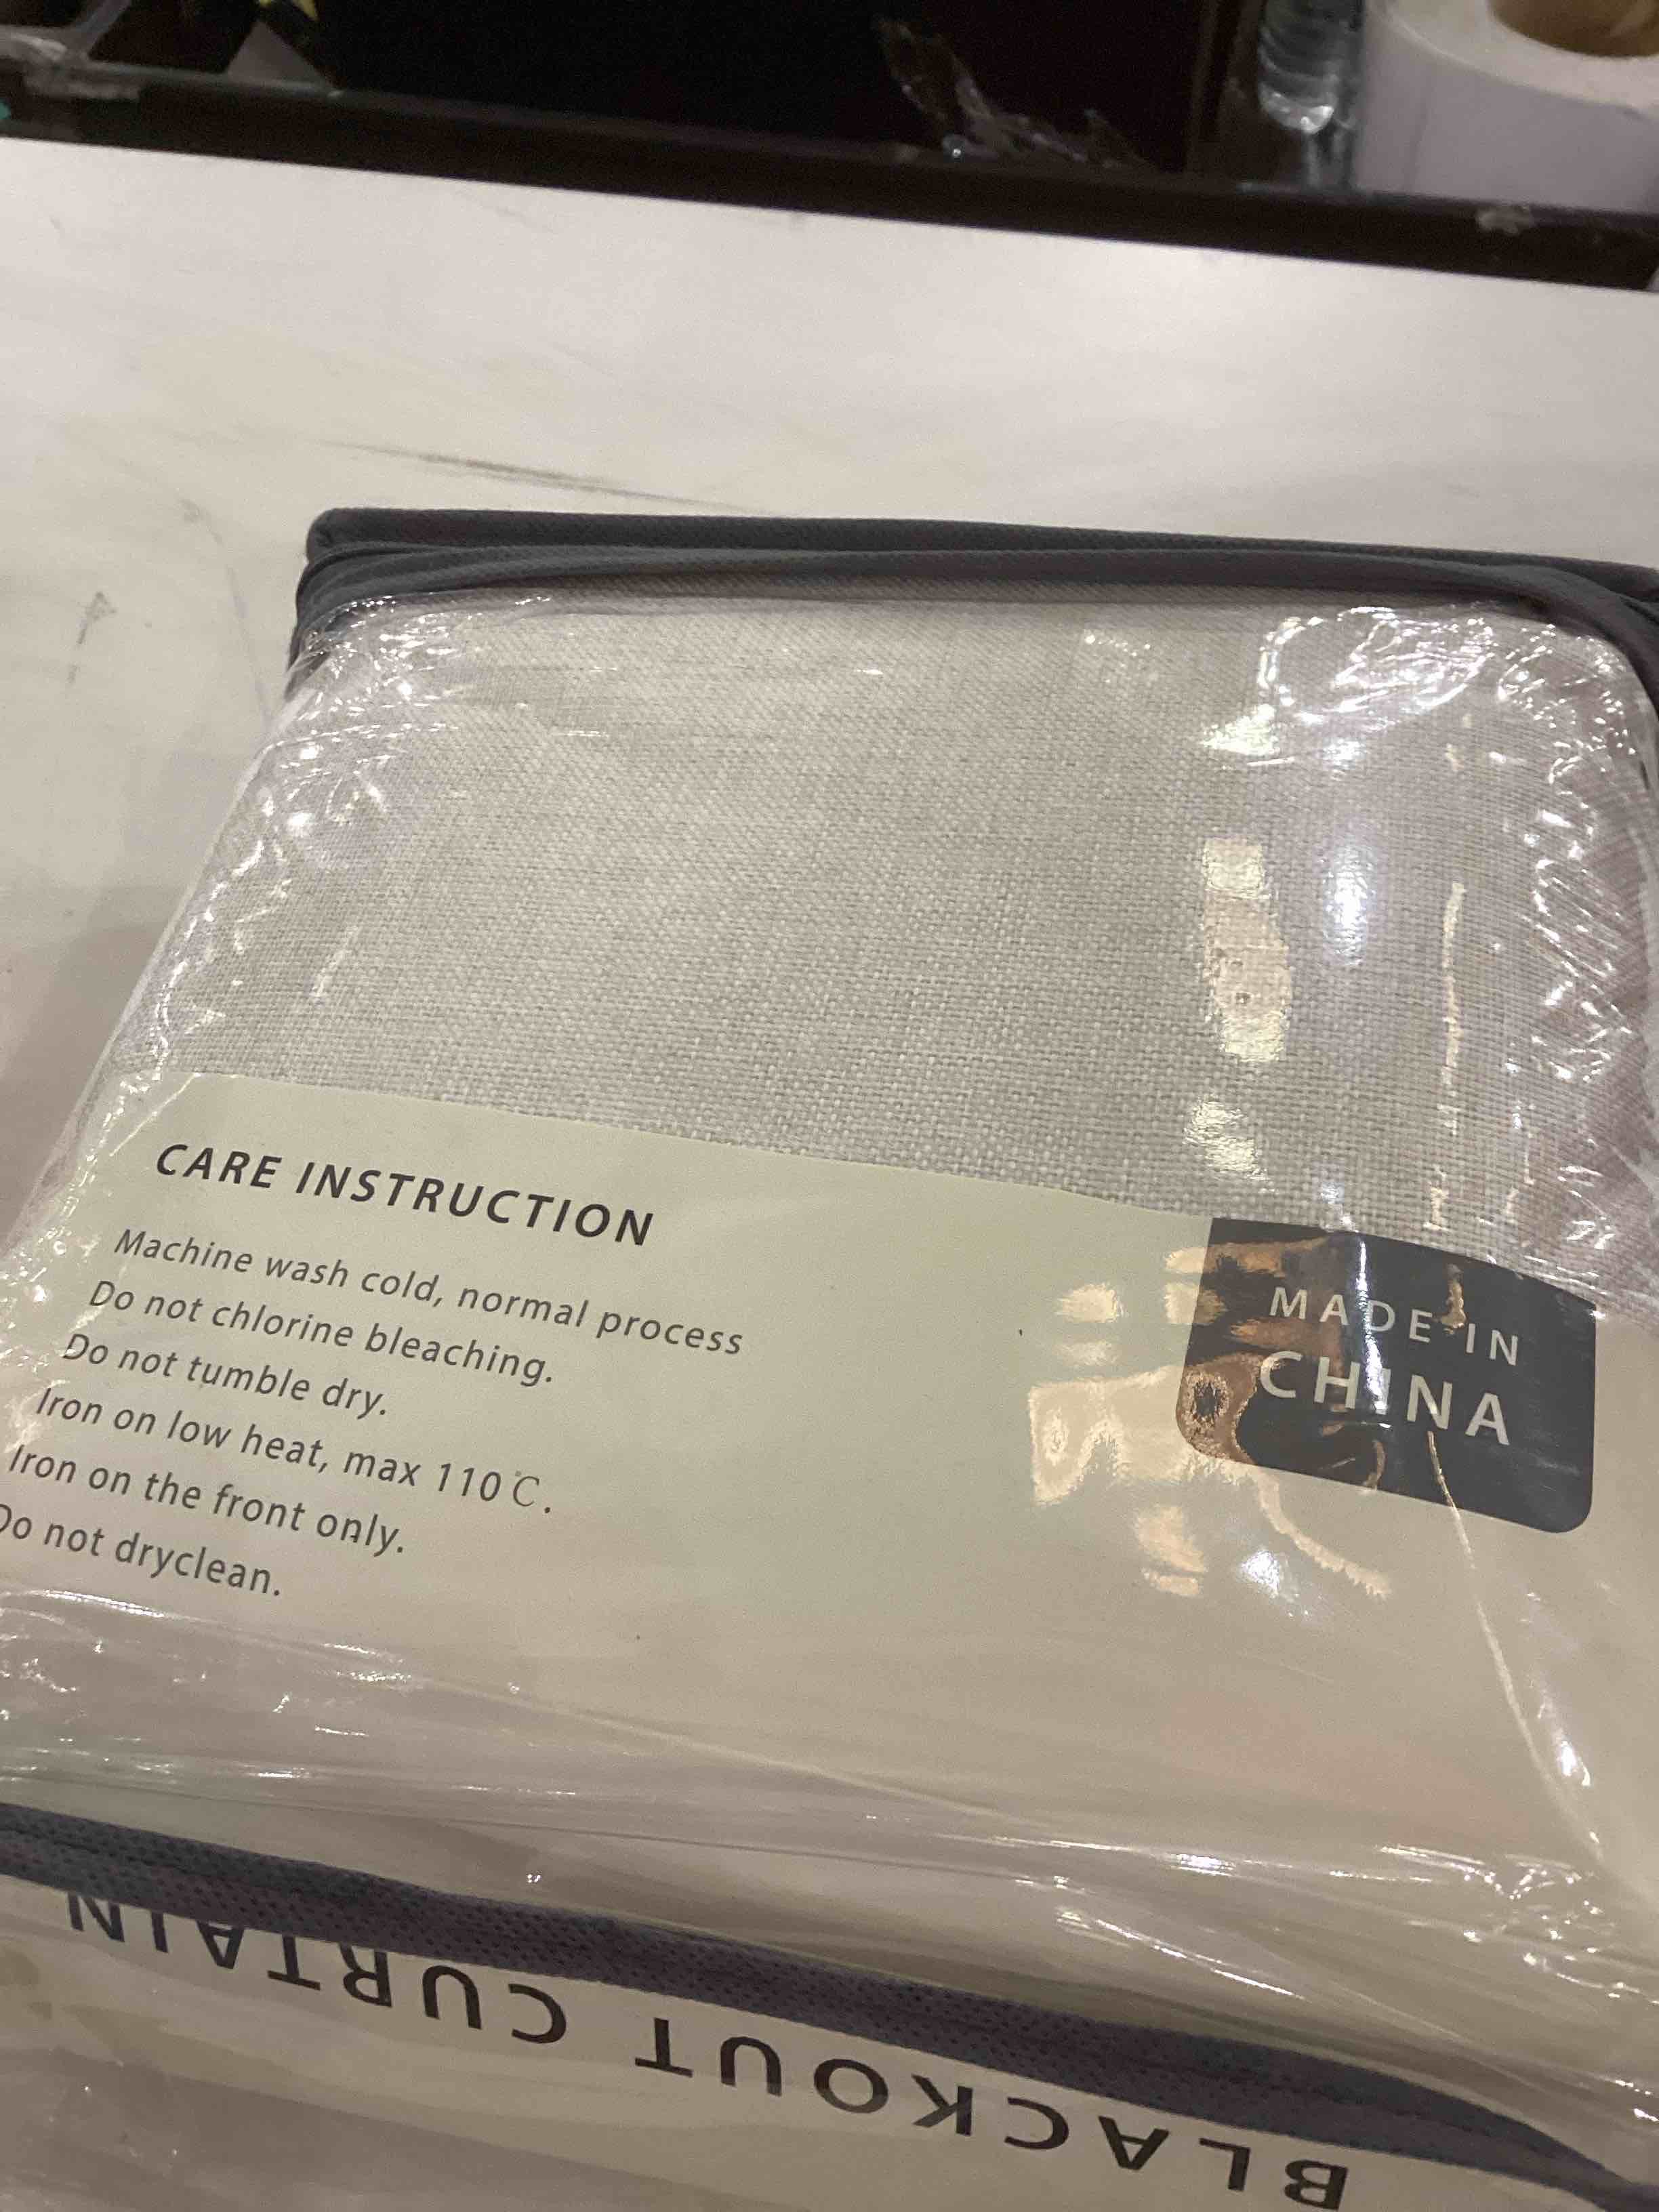 CARE INSTRUCTION
Machine wash cold, normal process
Do not chlorine bleaching.
Do not tumble dry.
Iron on low heat, max 110℃.
Iron on the front only.
Do not dryclean.
MADE IN
CHINA
BLACKOUT CURTAIN